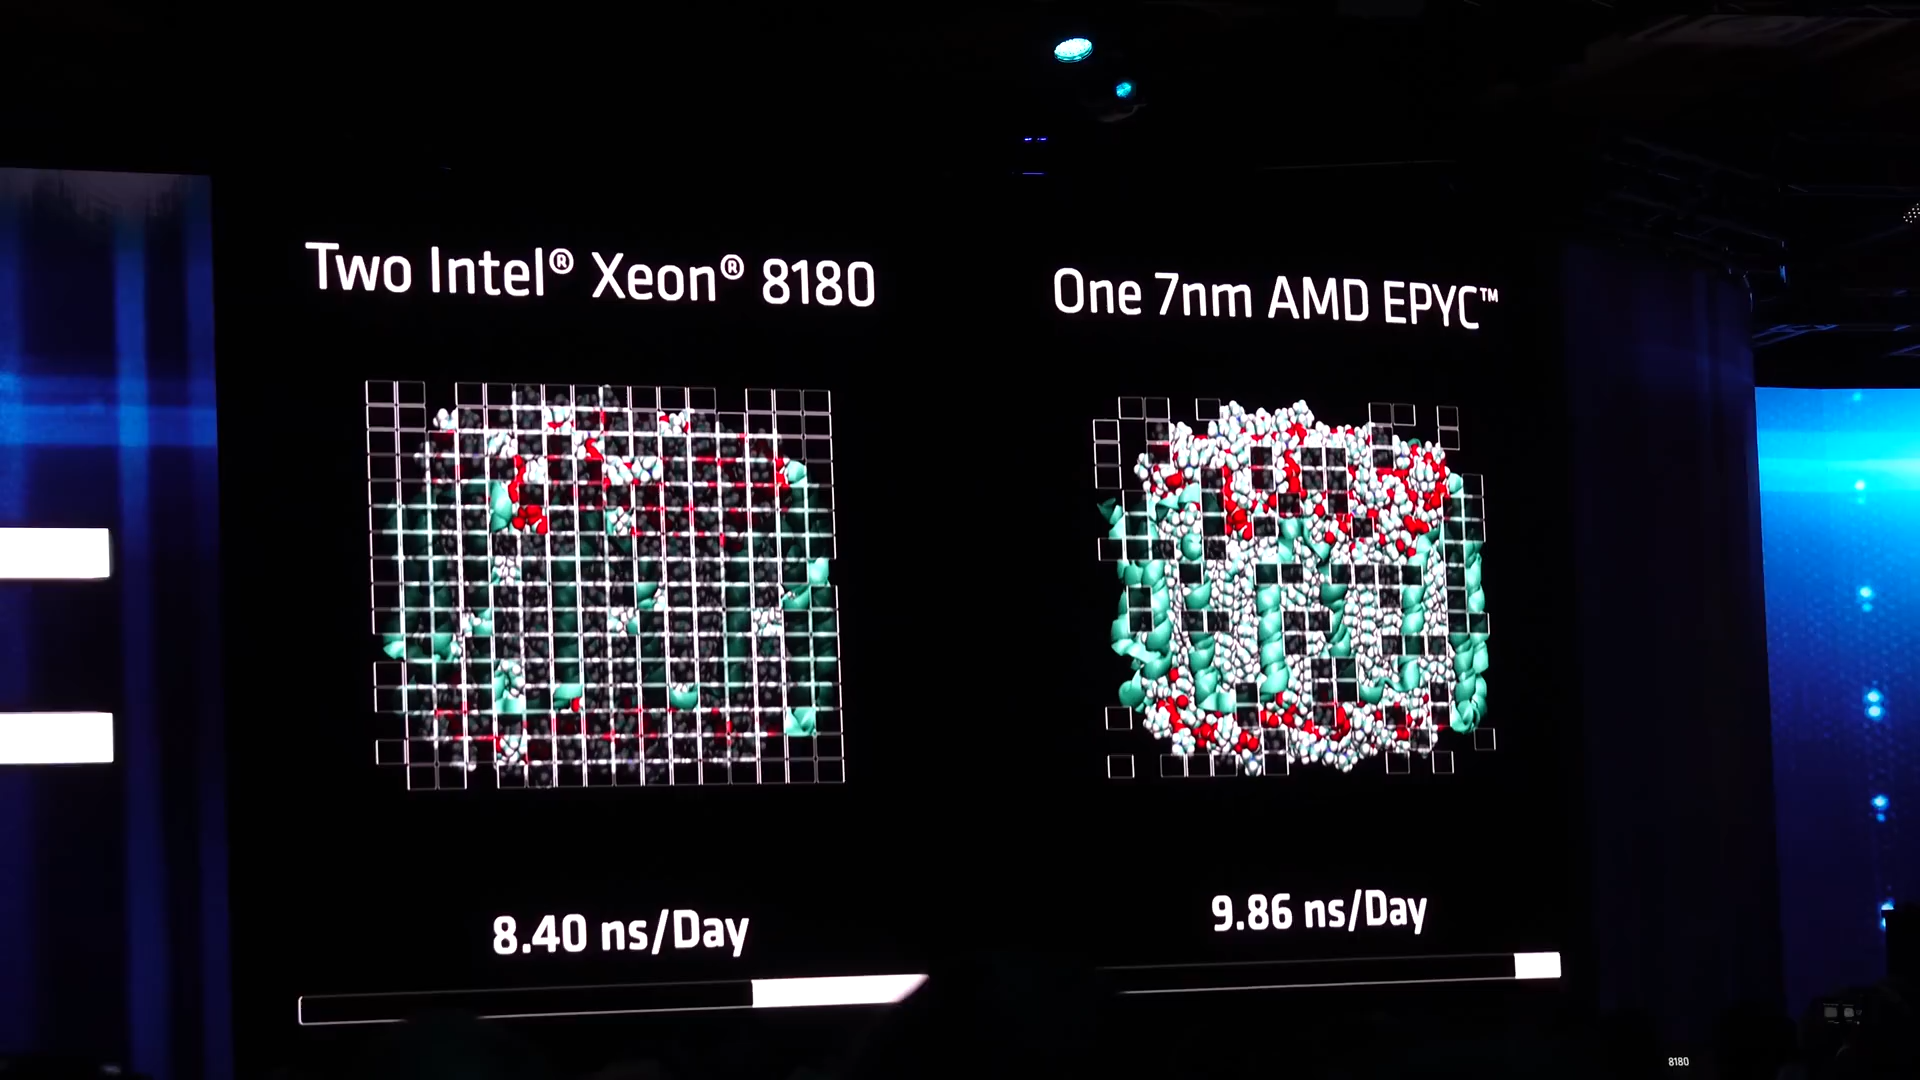 Two Intel® Xeon® 8180
One 7nm AMD EPYC™
8.40 ns/Day
9.86 ns/Day
8180